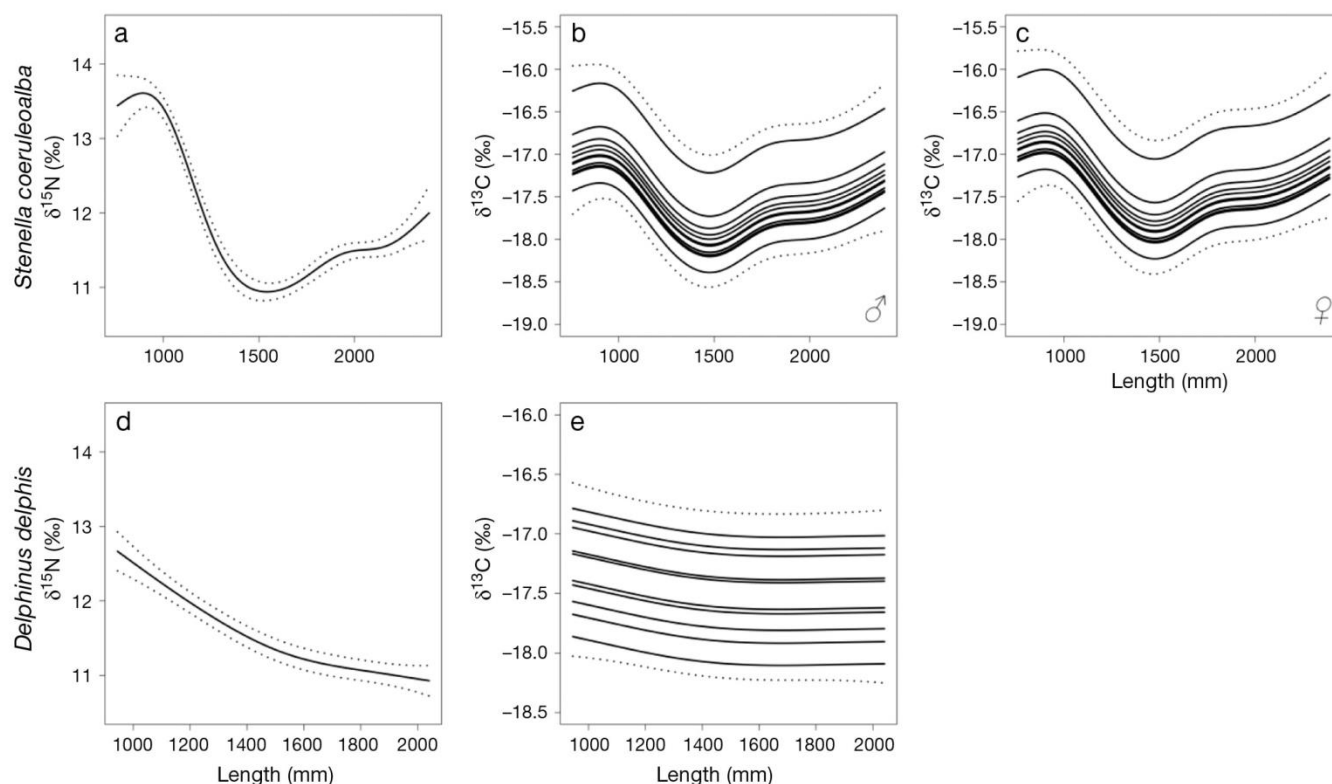 Stenella coeruleoalba
a
δ15N (‰)
14
13
12
11
1000 1500 2000
b
δ13C (‰)
−15.5
−16.0
−16.5
−17.0
−17.5
−18.0
−18.5
−19.0
♂
1000 1500 2000
c
δ13C (‰)
−15.5
−16.0
−16.5
−17.0
−17.5
−18.0
−18.5
−19.0
♀
1000 1500 2000
Length (mm)
Delphinus delphis
d
δ15N (‰)
14
13
12
11
1000 1200 1400 1600 1800 2000
Length (mm)
e
δ13C (‰)
−16.0
−16.5
−17.0
−17.5
−18.0
−18.5
1000 1200 1400 1600 1800 2000
Length (mm)